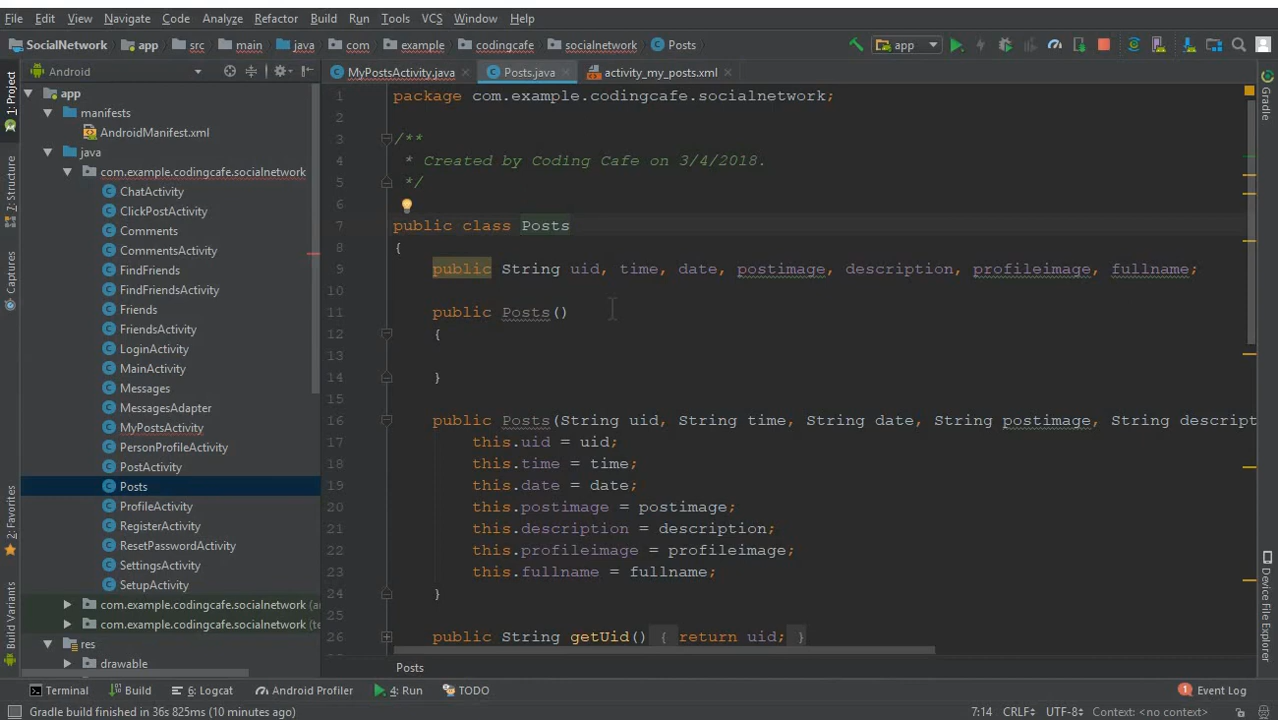 File Edit View Navigate Code Analyze Refactor Build Run Tools VCS Window Help
SocialNetwork app src main java com example codingcafe socialnetwork Posts app
1: Project
Android
MyPostsActivity.java Posts.java activity_my_posts.xml
app
manifests
AndroidManifest.xml
java
com.example.codingcafe.socialnetwork
ChatActivity
ClickPostActivity
Comments
CommentsActivity
FindFriends
FindFriendsActivity
Friends
FriendsActivity
LoginActivity
MainActivity
Messages
MessagesAdapter
MyPostsActivity
PersonProfileActivity
PostActivity
Posts
ProfileActivity
RegisterActivity
ResetPasswordActivity
SettingsActivity
SetupActivity
com.example.codingcafe.socialnetwork (a
com.example.codingcafe.socialnetwork (te
res
drawable
7: Structure
Captures
2: Favorites
Build Variants
1 package com.example.codingcafe.socialnetwork;
2
3 /**
4 * Created by Coding Cafe on 3/4/2018.
5 */
6
7 public class Posts
8 {
9 public String uid, time, date, postimage, description, profileimage, fullname;
10
11 public Posts()
12 {
13
14 }
15
16 public Posts(String uid, String time, String date, String postimage, String descript
17 this.uid = uid;
18 this.time = time;
19 this.date = date;
20 this.postimage = postimage;
21 this.description = description;
22 this.profileimage = profileimage;
23 this.fullname = fullname;
24 }
25
26 public String getUid() { return uid; }
Posts
Gradle
Device File Explorer
Terminal Build 6: Logcat Android Profiler 4: Run TODO Event Log
Gradle build finished in 36s 825ms (10 minutes ago) 7:14 CRLF UTF-8 Context: <no context>